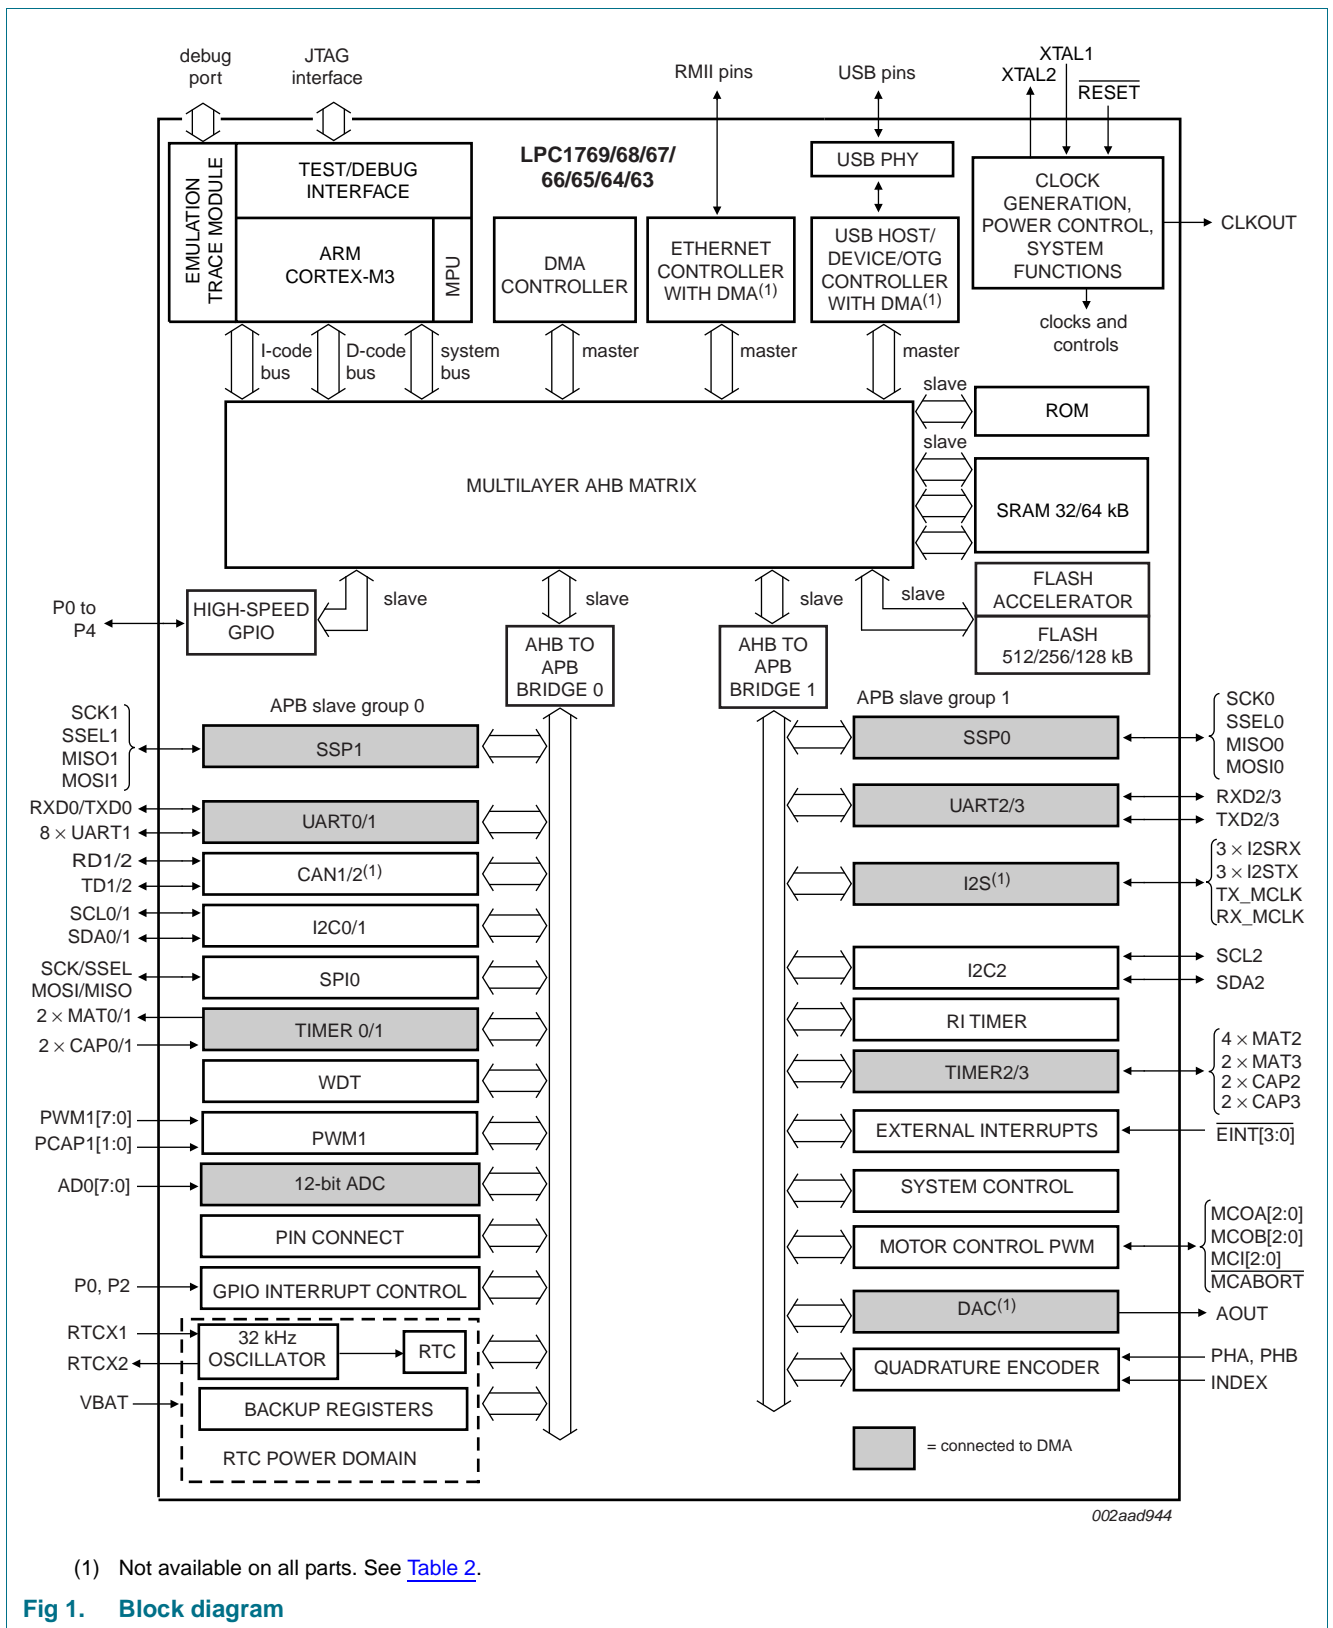 debug
port
JTAG
interface
RMII pins
USB pins
XTAL1
XTAL2
RESET
EMULATION
TRACE MODULE
TEST/DEBUG
INTERFACE
ARM
CORTEX-M3
MPU
LPC1769/68/67/
66/65/64/63
DMA
CONTROLLER
ETHERNET
CONTROLLER
WITH DMA(1)
USB PHY
USB HOST/
DEVICE/OTG
CONTROLLER
WITH DMA(1)
CLOCK
GENERATION,
POWER CONTROL,
SYSTEM
FUNCTIONS
CLKOUT
clocks and
controls
I-code
bus
D-code
bus
system
bus
master
master
master
slave
ROM
slave
MULTILAYER AHB MATRIX
SRAM 32/64 kB
P0 to
P4
HIGH-SPEED
GPIO
slave
slave
slave
slave
FLASH
ACCELERATOR
FLASH
512/256/128 kB
AHB TO
APB
BRIDGE 0
AHB TO
APB
BRIDGE 1
APB slave group 0
APB slave group 1
SCK1
SSEL1
MISO1
MOSI1
SSP1
RXD0/TXD0
8 × UART1
UART0/1
RD1/2
TD1/2
CAN1/2(1)
SCL0/1
SDA0/1
I2C0/1
SCK/SSEL
MOSI/MISO
SPI0
2 × MAT0/1
2 × CAP0/1
TIMER 0/1
WDT
PWM1[7:0]
PCAP1[1:0]
PWM1
AD0[7:0]
12-bit ADC
PIN CONNECT
P0, P2
GPIO INTERRUPT CONTROL
RTCX1
RTCX2
32 kHz
OSCILLATOR
RTC
VBAT
BACKUP REGISTERS
RTC POWER DOMAIN
SSP0
SCK0
SSEL0
MISO0
MOSI0
UART2/3
RXD2/3
TXD2/3
I2S(1)
3 × I2SRX
3 × I2STX
TX_MCLK
RX_MCLK
I2C2
SCL2
SDA2
RI TIMER
TIMER2/3
4 × MAT2
2 × MAT3
2 × CAP2
2 × CAP3
EXTERNAL INTERRUPTS
EINT[3:0]
SYSTEM CONTROL
MOTOR CONTROL PWM
MCOA[2:0]
MCOB[2:0]
MCI[2:0]
MCABORT
DAC(1)
AOUT
QUADRATURE ENCODER
PHA, PHB
INDEX
= connected to DMA
002aad944
(1) Not available on all parts. See Table 2.
Fig 1. Block diagram